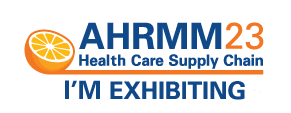 AHRMM23
Health Care Supply Chain
I'M EXHIBITING